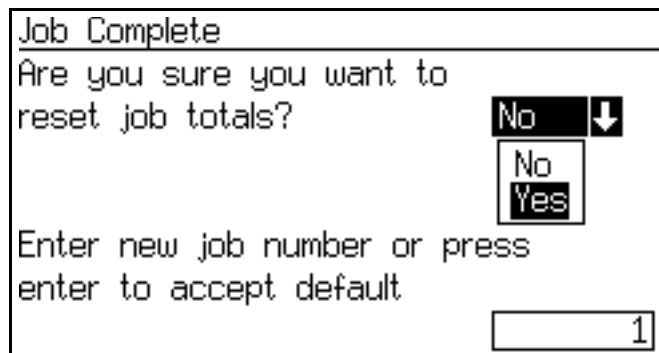 Job Complete
Are you sure you want to
reset job totals? No
No
Yes
Enter new job number or press
enter to accept default
1